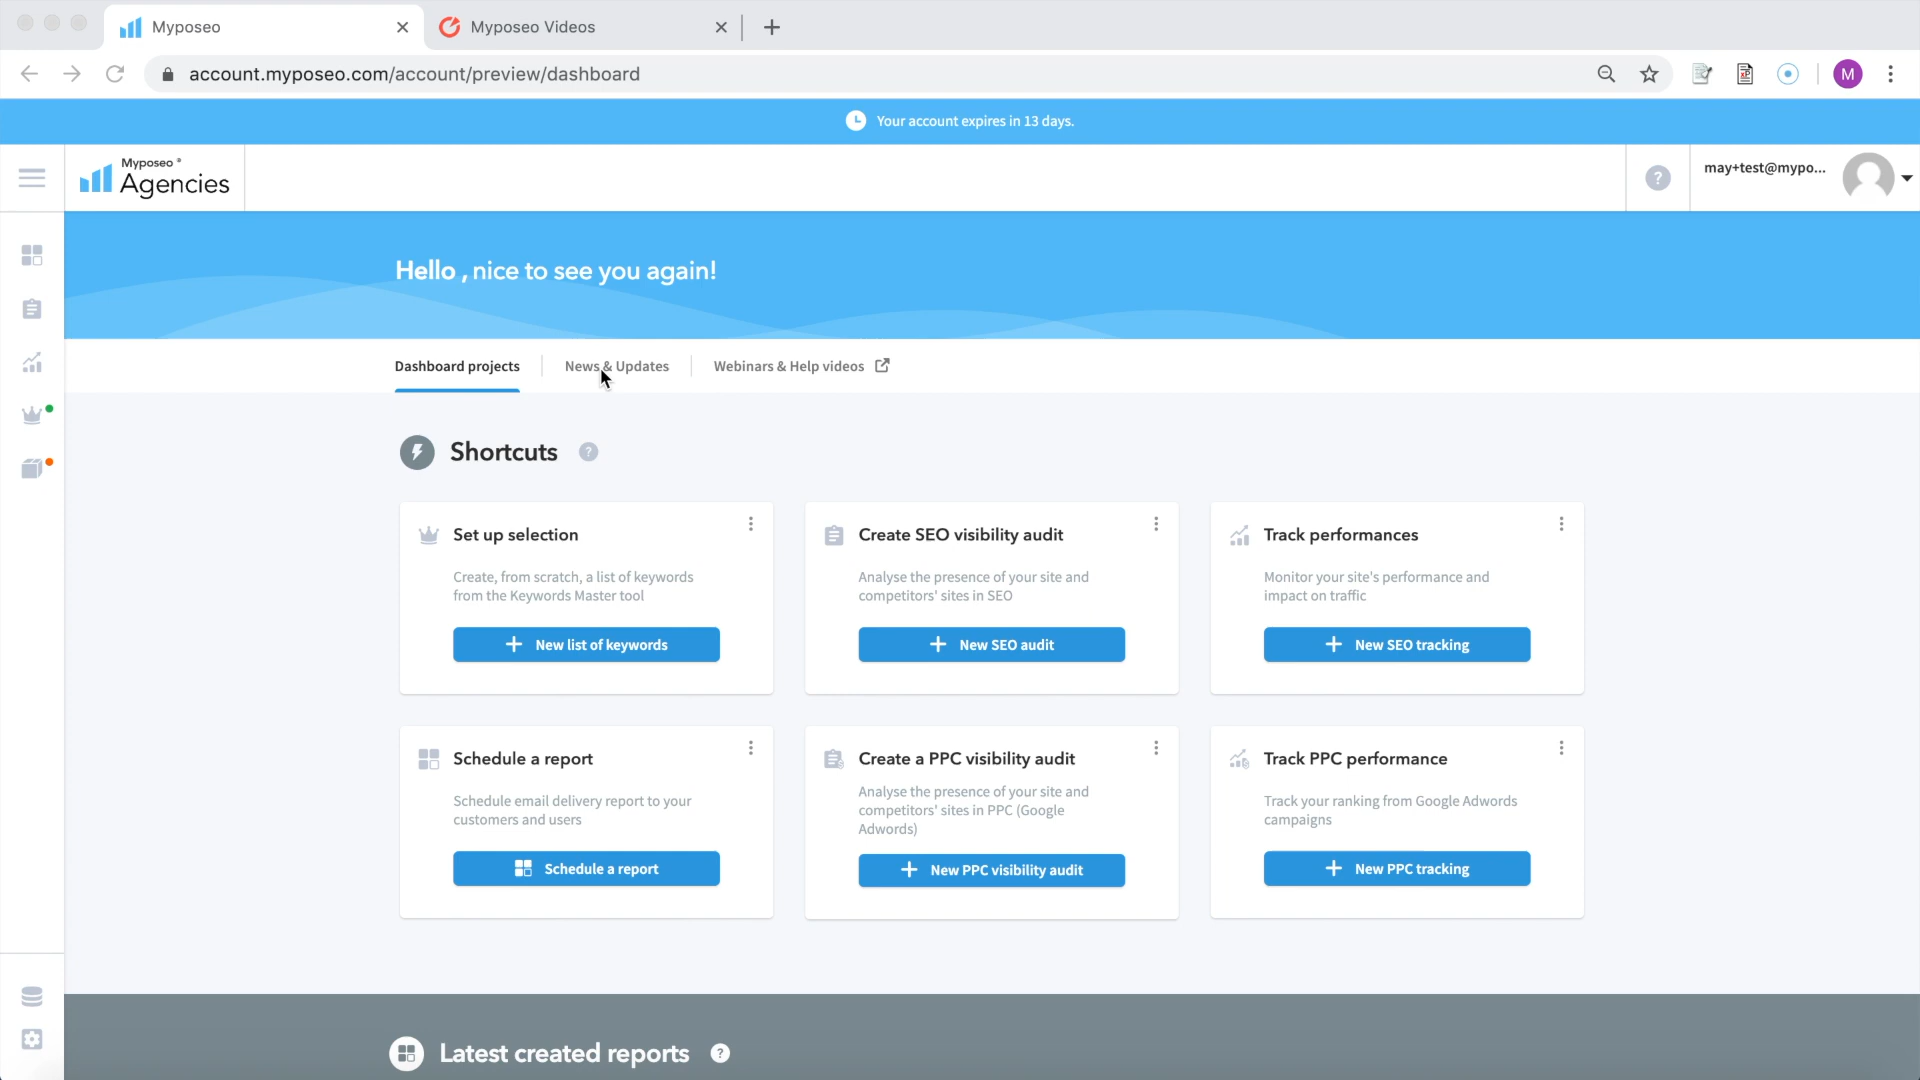 Myposeo
Myposeo Videos
account.myposeo.com/account/preview/dashboard
M
Your account expires in 13 days.
Myposeo ®
Agencies
?
may+test@mypo...
Hello , nice to see you again!
Dashboard projects
News & Updates
Webinars & Help videos
Shortcuts ?
Set up selection
Create, from scratch, a list of keywords
from the Keywords Master tool
+ New list of keywords
Create SEO visibility audit
Analyse the presence of your site and
competitors' sites in SEO
+ New SEO audit
Track performances
Monitor your site's performance and
impact on traffic
+ New SEO tracking
Schedule a report
Schedule email delivery report to your
customers and users
Schedule a report
Create a PPC visibility audit
Analyse the presence of your site and
competitors' sites in PPC (Google
Adwords)
+ New PPC visibility audit
Track PPC performance
Track your ranking from Google Adwords
campaigns
+ New PPC tracking
Latest created reports ?